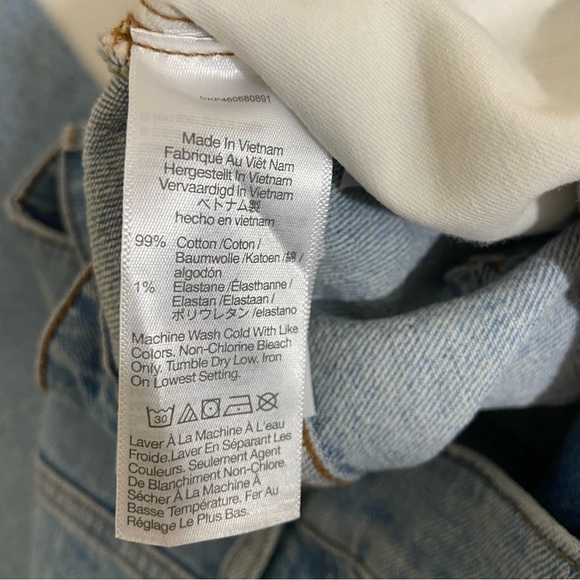 Made In Vietnam
Fabriqué Au Viêt Nam
Hergestellt In Vietnam
Vervaardigd In Vietnam
ベトナム製
hecho en vietnam
99% Cotton /Coton /
Baumwolle /Katoen /綿 /
algodón
1% Elastane /Élasthanne /
Elastan /Elastaan /
ポリウレタン /elastano
Machine Wash Cold With Like
Colors. Non-Chlorine Bleach
Only. Tumble Dry Low. Iron
On Lowest Setting.
30
Laver À La Machine À L'eau
Froide.Laver En Séparant Les
Couleurs. Seulement Agent
De Blanchiment Non-Chlore.
Sécher À La Machine À
Basse Température. Fer Au
Réglage Le Plus Bas.